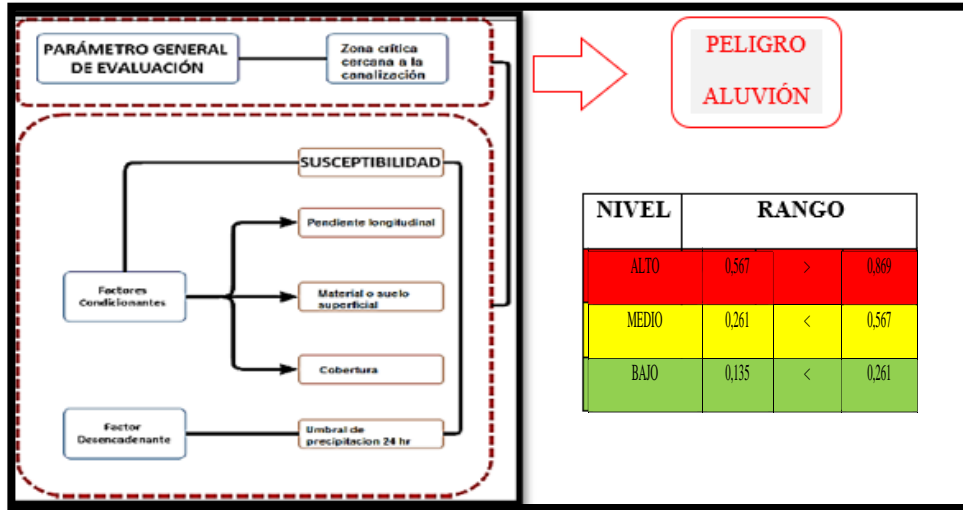 PARÁMETRO GENERAL
DE EVALUACIÓN
Zona crítica
cercana a la
canalización
SUSCEPTIBILIDAD
Pendiente longitudinal
Factores
Condicionantes
Material o suelo
superficial
Cobertura
Factor
Desencadenante
Umbral de
precipitacion 24 hr
PELIGRO
ALUVIÓN
NIVEL RANGO
ALTO 0,567 > 0,869
MEDIO 0,261 < 0,567
BAJO 0,135 < 0,261